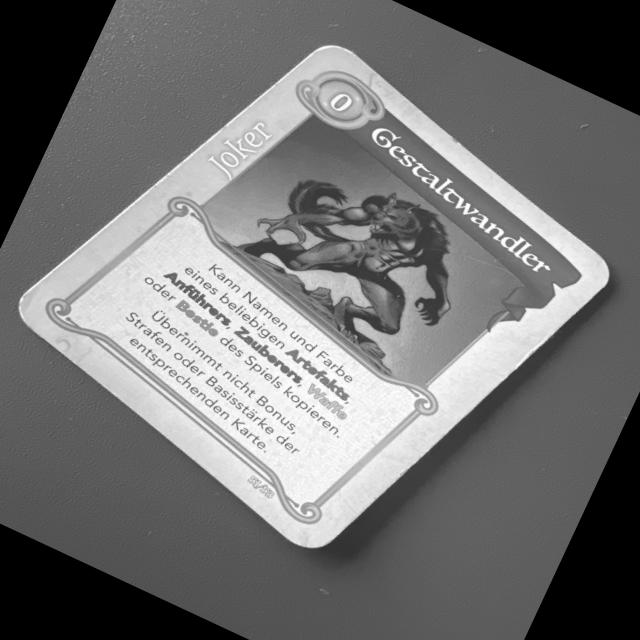 0
Gestaltwandler
Joker
Kann Namen und Farbe
eines beliebigen Artefakts,
Anführers, Zauberers, Waffe
oder Bestie des Spiels kopieren.
Übernimmt nicht Bonus,
Strafen oder Basisstärke der
entsprechenden Karte